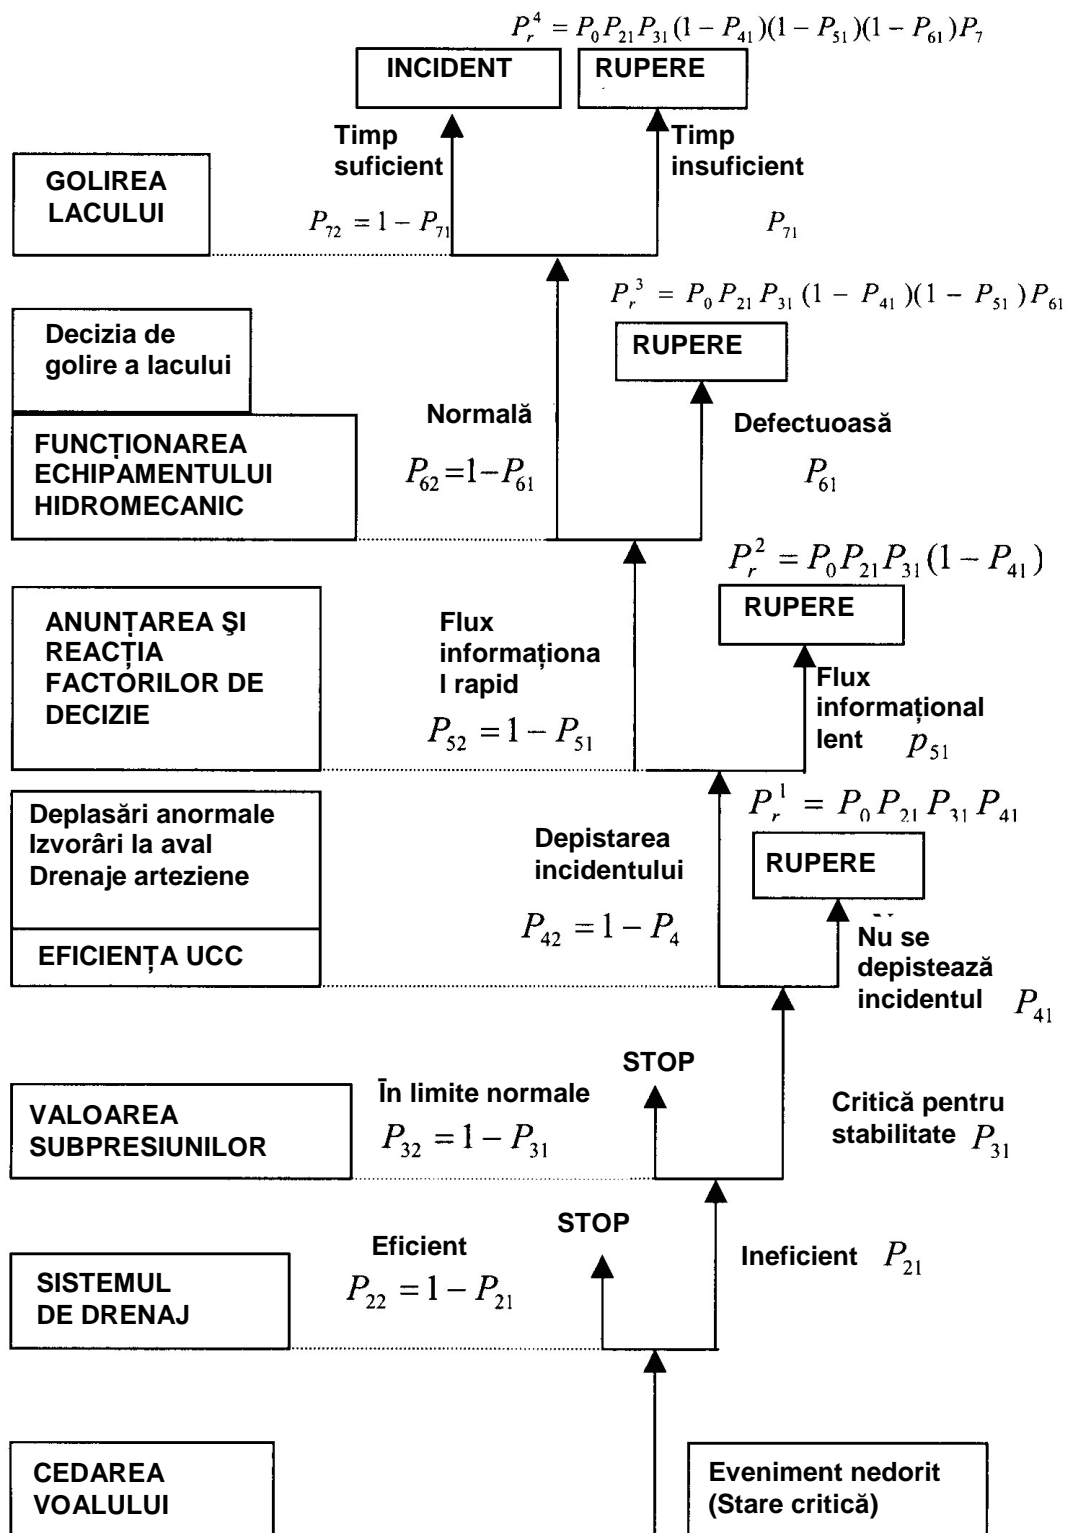 P_r^4 = P_0 P_21 P_31 (1 − P_41)(1 − P_51)(1 − P_61)P_7
INCIDENT
RUPERE
Timp
suficient
Timp
insuficient
GOLIREA
LACULUI
P_72 = 1 − P_71
P_71
P_r^3 = P_0 P_21 P_31 (1 − P_41)(1 − P_51) P_61
RUPERE
Decizia de
golire a lacului
Normală
Defectuoasă
FUNCȚIONAREA
ECHIPAMENTULUI
HIDROMECANIC
P_62 = 1 − P_61
P_61
P_r^2 = P_0 P_21 P_31 (1 − P_41)
RUPERE
ANUNȚAREA ŞI
REACȚIA
FACTORILOR DE
DECIZIE
Flux
informaționa
l rapid
P_52 = 1 − P_51
Flux
informațional
lent p_51
P_r^1 = P_0 P_21 P_31 P_41
RUPERE
Deplasări anormale
Izvorâri la aval
Drenaje arteziene
EFICIENȚA UCC
Depistarea
incidentului
P_42 = 1 − P_4
Nu se
depistează
incidentul P_41
STOP
VALOAREA
SUBPRESIUNILOR
În limite normale
P_32 = 1 − P_31
Critică pentru
stabilitate P_31
STOP
SISTEMUL
DE DRENAJ
Eficient
P_22 = 1 − P_21
Ineficient P_21
CEDAREA
VOALULUI
Eveniment nedorit
(Stare critică)